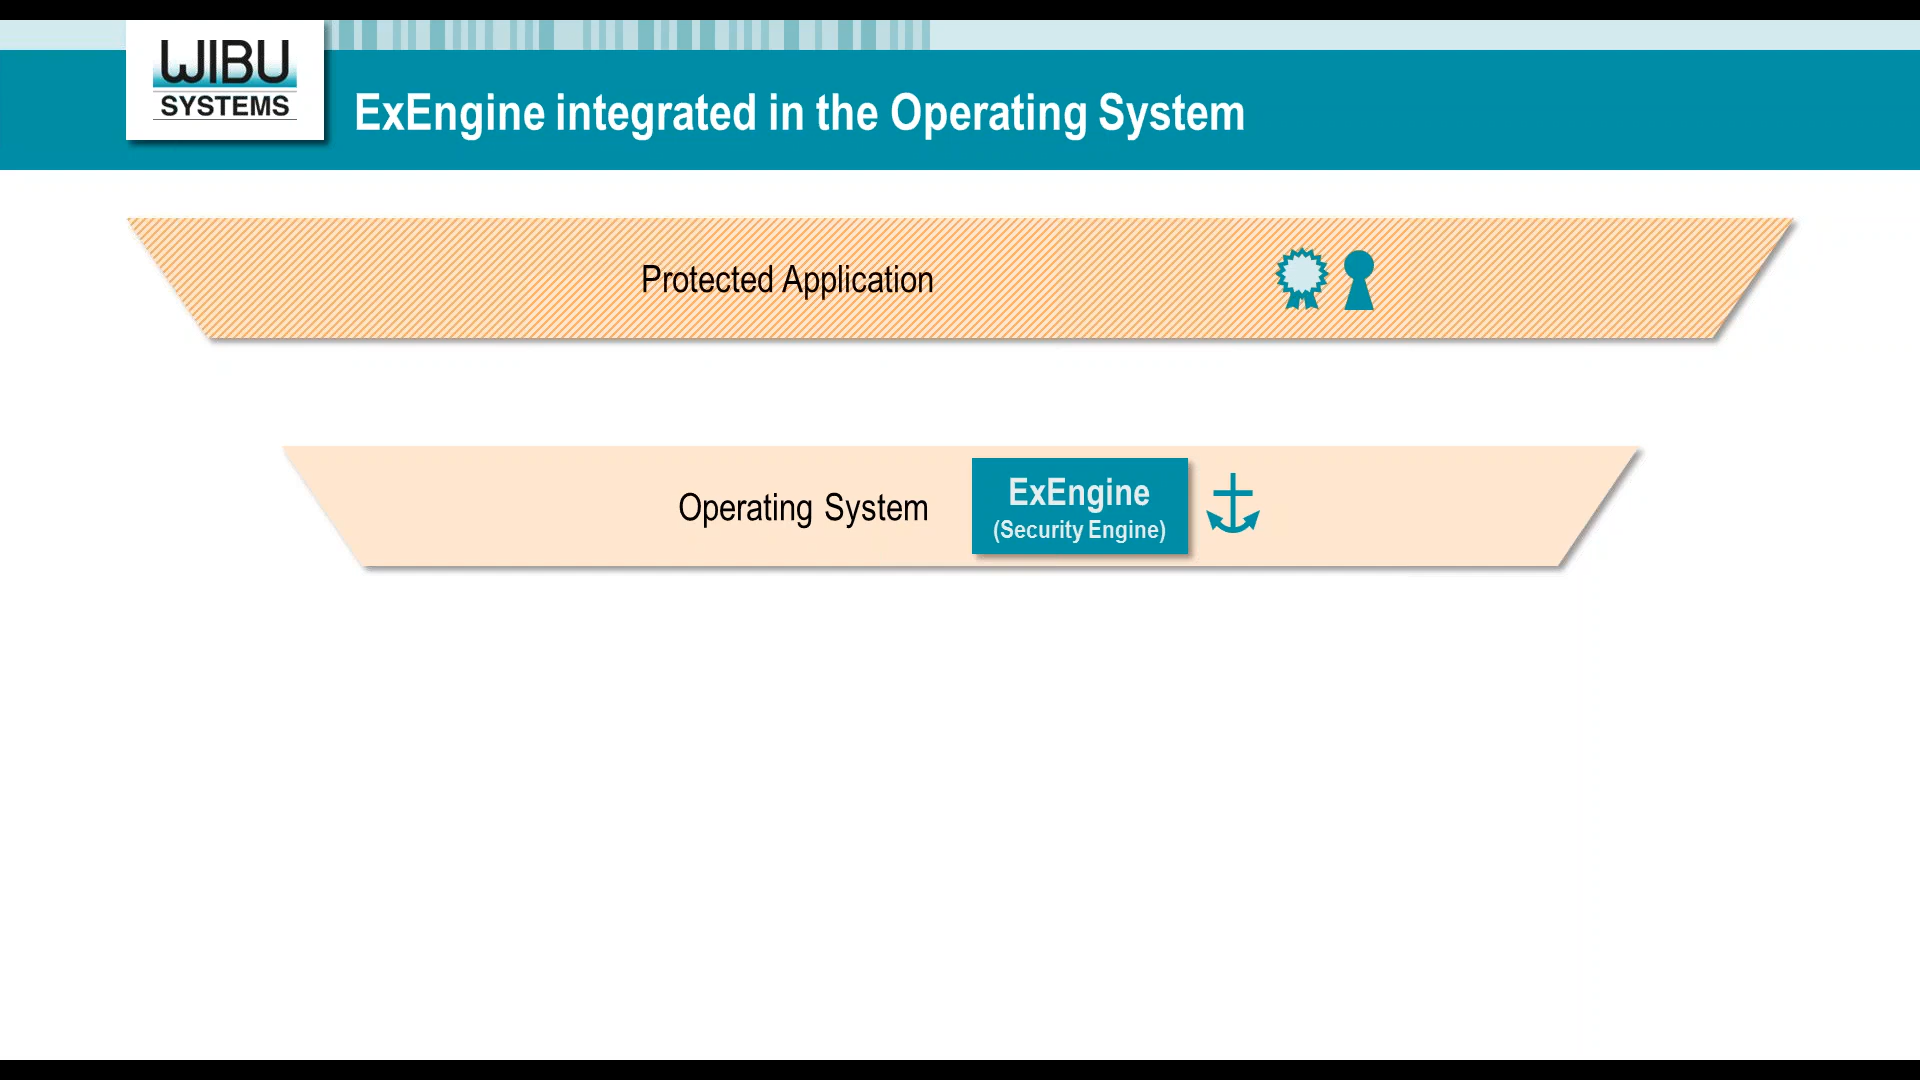 WIBU
SYSTEMS
ExEngine integrated in the Operating System
Protected Application
Operating System
ExEngine
(Security Engine)